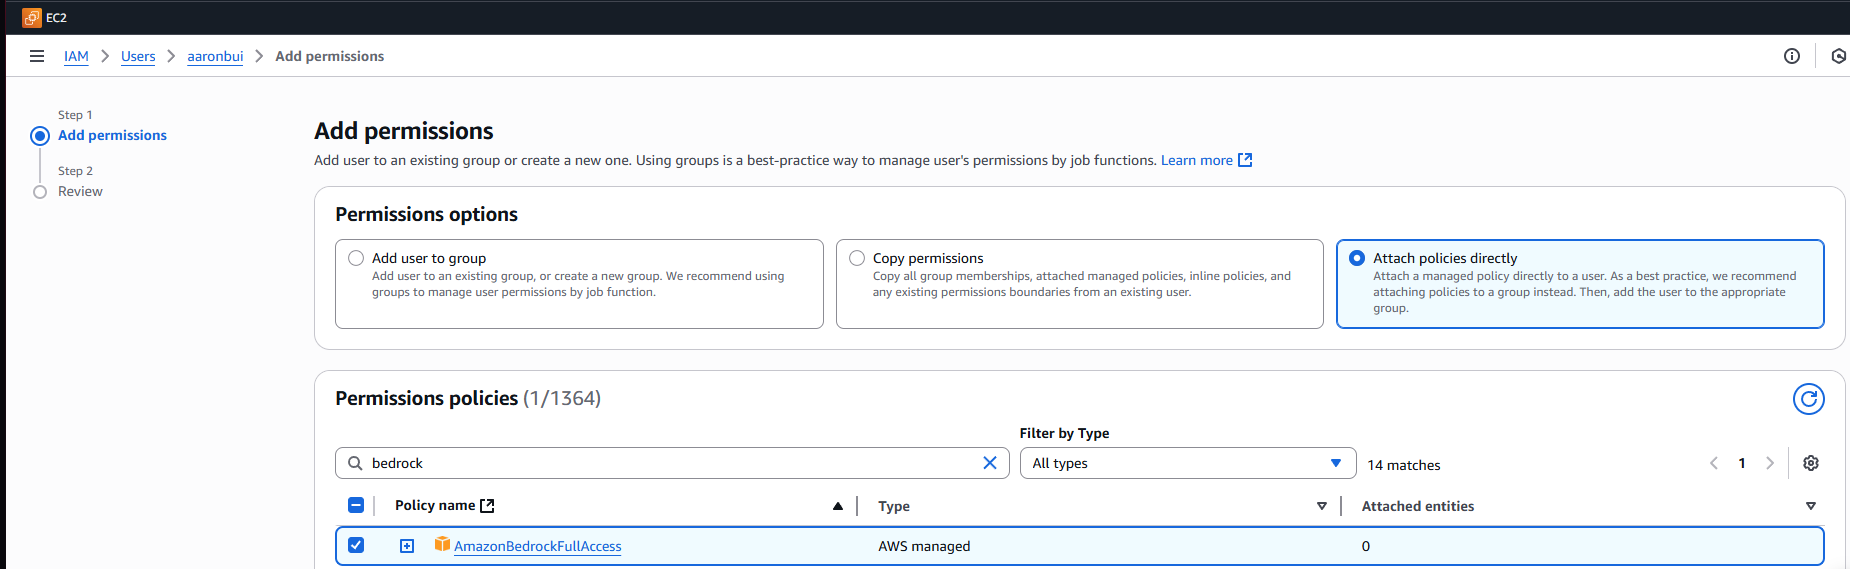 EC2
IAM > Users > aaronbui > Add permissions
Step 1
Add permissions
Step 2
Review
Add permissions
Add user to an existing group or create a new one. Using groups is a best-practice way to manage user's permissions by job functions. Learn more
Permissions options
Add user to group
Add user to an existing group, or create a new group. We recommend using
groups to manage user permissions by job function.
Copy permissions
Copy all group memberships, attached managed policies, inline policies, and
any existing permissions boundaries from an existing user.
Attach policies directly
Attach a managed policy directly to a user. As a best practice, we recommend
attaching policies to a group instead. Then, add the user to the appropriate
group.
Permissions policies (1/1364)
Filter by Type
bedrock
All types
14 matches
1
Policy name
Type
Attached entities
AmazonBedrockFullAccess
AWS managed
0